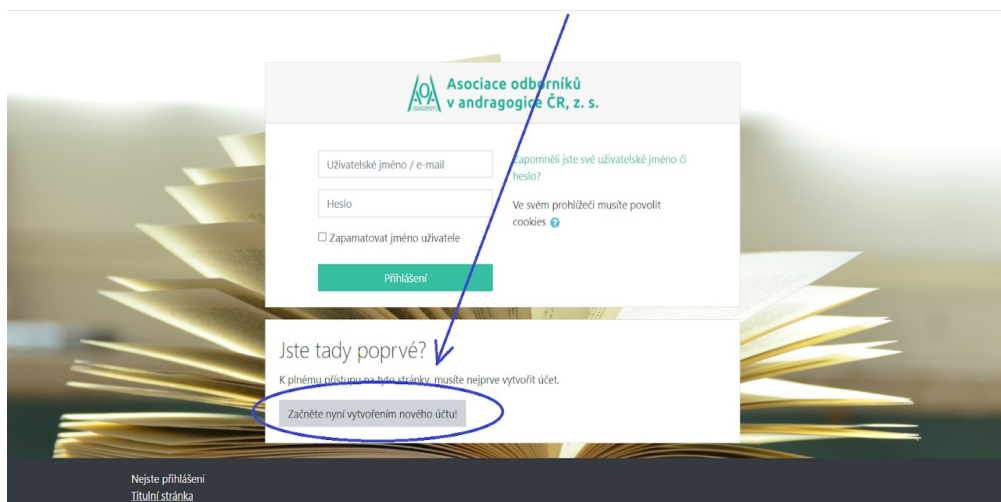 Asociace odborníků
v andragogice ČR, z. s.
Uživatelské jméno / e-mail
Zapomněli jste své uživatelské jméno či
heslo?
Heslo
Ve svém prohlížeči musíte povolit
cookies
Zapamatovat jméno uživatele
Přihlášení
Jste tady poprvé?
K plnému přístupu na tyto stránky, musíte nejprve vytvořit účet.
Začněte nyní vytvořením nového účtu!
Nejste přihlášeni
Titulní stránka